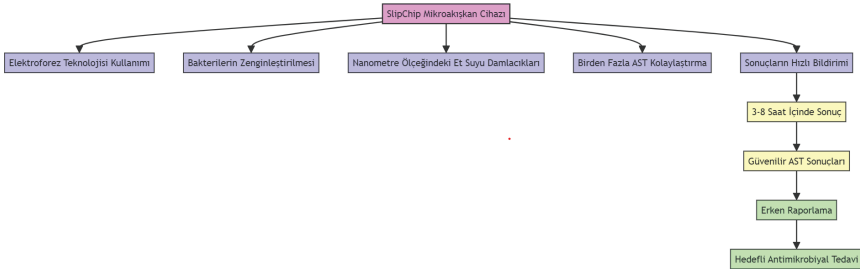 SlipChip Mikroakışkan Cihazı
Elektroforez Teknolojisi Kullanımı
Bakterilerin Zenginleştirilmesi
Nanometre Ölçeğindeki Et Suyu Damlacıkları
Birden Fazla AST Kolaylaştırma
Sonuçların Hızlı Bildirimi
3-8 Saat İçinde Sonuç
Güvenilir AST Sonuçları
Erken Raporlama
Hedefli Antimikrobiyal Tedavi